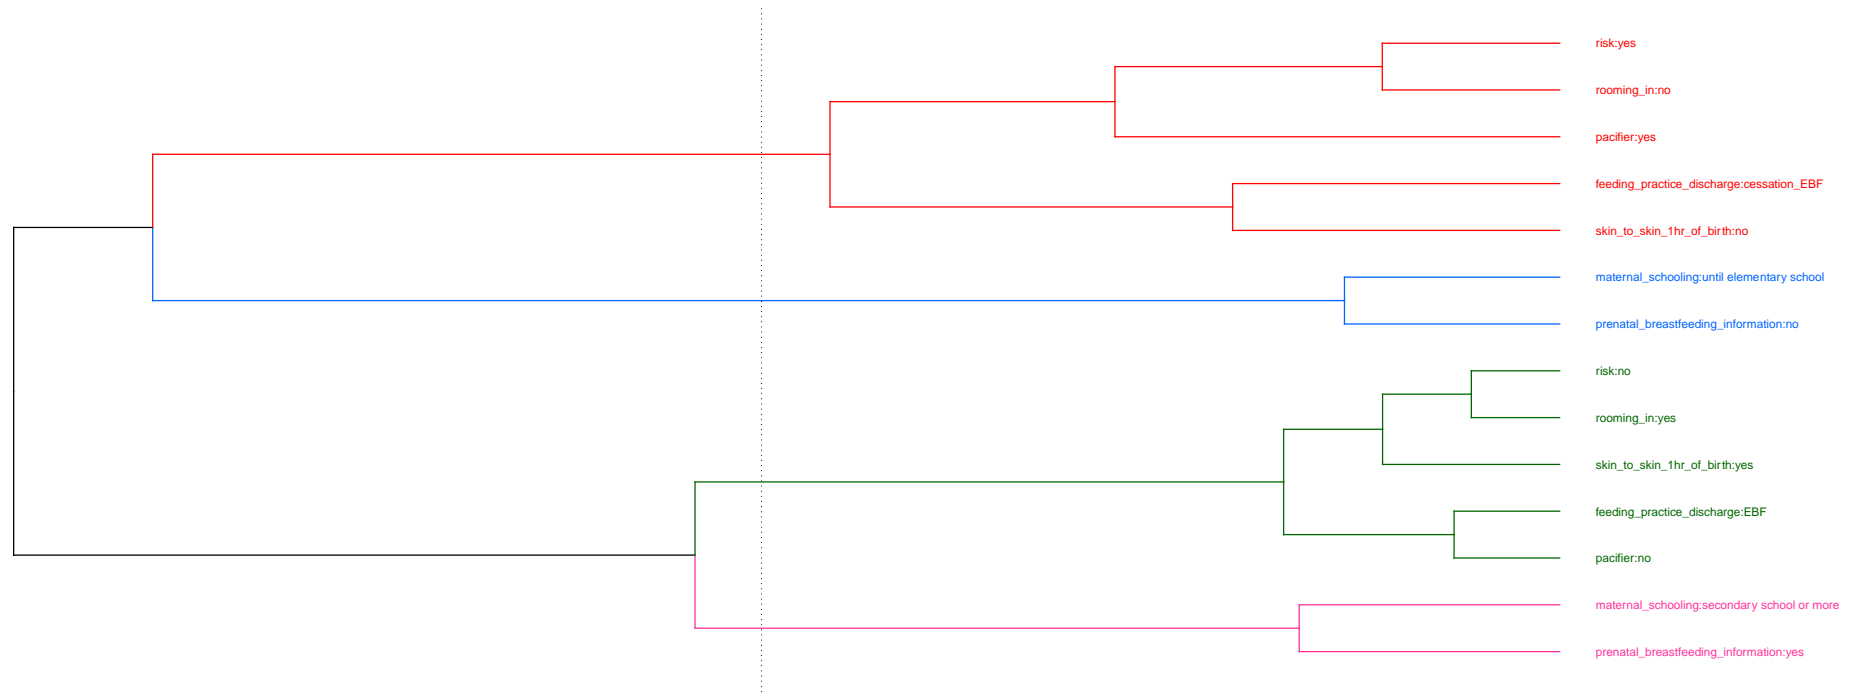 risk:yes
rooming_in:no
pacifier:yes
feeding_practice_discharge:cessation_EBF
skin_to_skin_1hr_of_birth:no
maternal_schooling:until elementary school
prenatal_breastfeeding_information:no
risk:no
rooming_in:yes
skin_to_skin_1hr_of_birth:yes
feeding_practice_discharge:EBF
pacifier:no
maternal_schooling:secondary school or more
prenatal_breastfeeding_information:yes